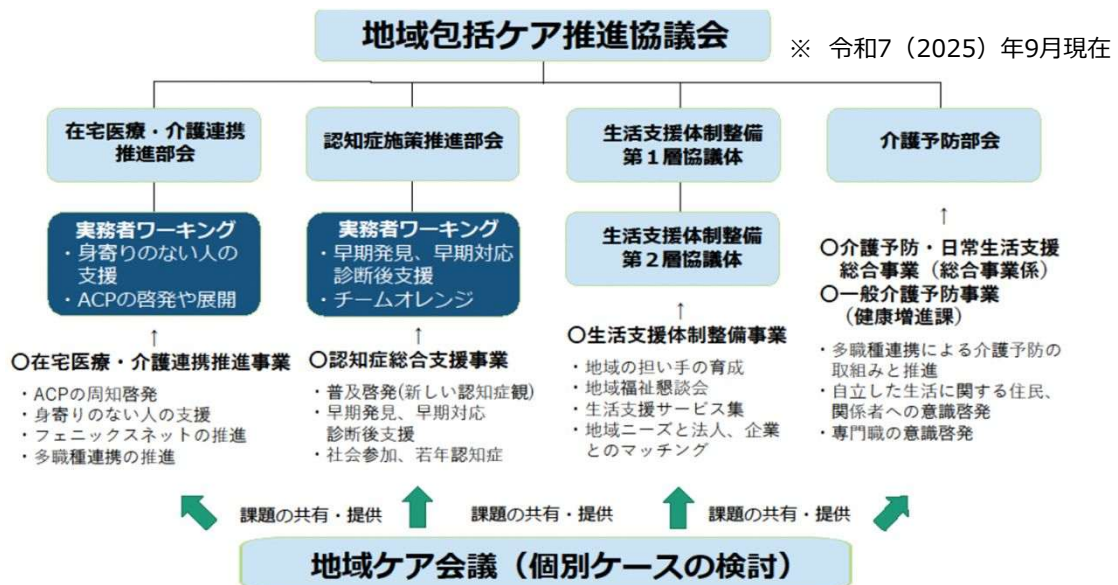 地域包括ケア推進協議会
※ 令和7（2025）年9月現在
在宅医療・介護連携
推進部会
認知症施策推進部会
生活支援体制整備
第１層協議体
介護予防部会
実務者ワーキング
・身寄りのない人の
支援
・ACPの啓発や展開
実務者ワーキング
・早期発見、早期対応
診断後支援
・チームオレンジ
生活支援体制整備
第２層協議体
↑
〇介護予防・日常生活支援
総合事業（総合事業係）
〇一般介護予防事業
（健康増進課）
・多職種連携による介護予防の
取組みと推進
・自立した生活に関する住民、
関係者への意識啓発
・専門職の意識啓発
↑
〇在宅医療・介護連携推進事業
・ACPの周知啓発
・身寄りのない人の支援
・フェニックスネットの推進
・多職種連携の推進
↑
〇認知症総合支援事業
・普及啓発(新しい認知症観)
・早期発見、早期対応
診断後支援
・社会参加、若年認知症
↑
〇生活支援体制整備事業
・地域の担い手の育成
・地域福祉懇談会
・生活支援サービス集
・地域ニーズと法人、企業
とのマッチング
課題の共有・提供
課題の共有・提供
課題の共有・提供
地域ケア会議（個別ケースの検討）